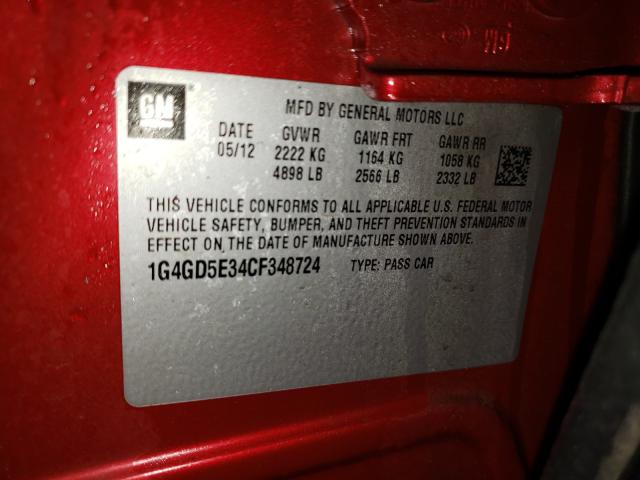 GM
MFD BY GENERAL MOTORS LLC
DATE GVWR GAWR FRT GAWR RR
05/12 2222 KG 1164 KG 1058 KG
4898 LB 2566 LB 2332 LB
THIS VEHICLE CONFORMS TO ALL APPLICABLE U.S. FEDERAL MOTOR
VEHICLE SAFETY, BUMPER, AND THEFT PREVENTION STANDARDS IN
EFFECT ON THE DATE OF MANUFACTURE SHOWN ABOVE.
1G4GD5E34CF348724 TYPE: PASS CAR